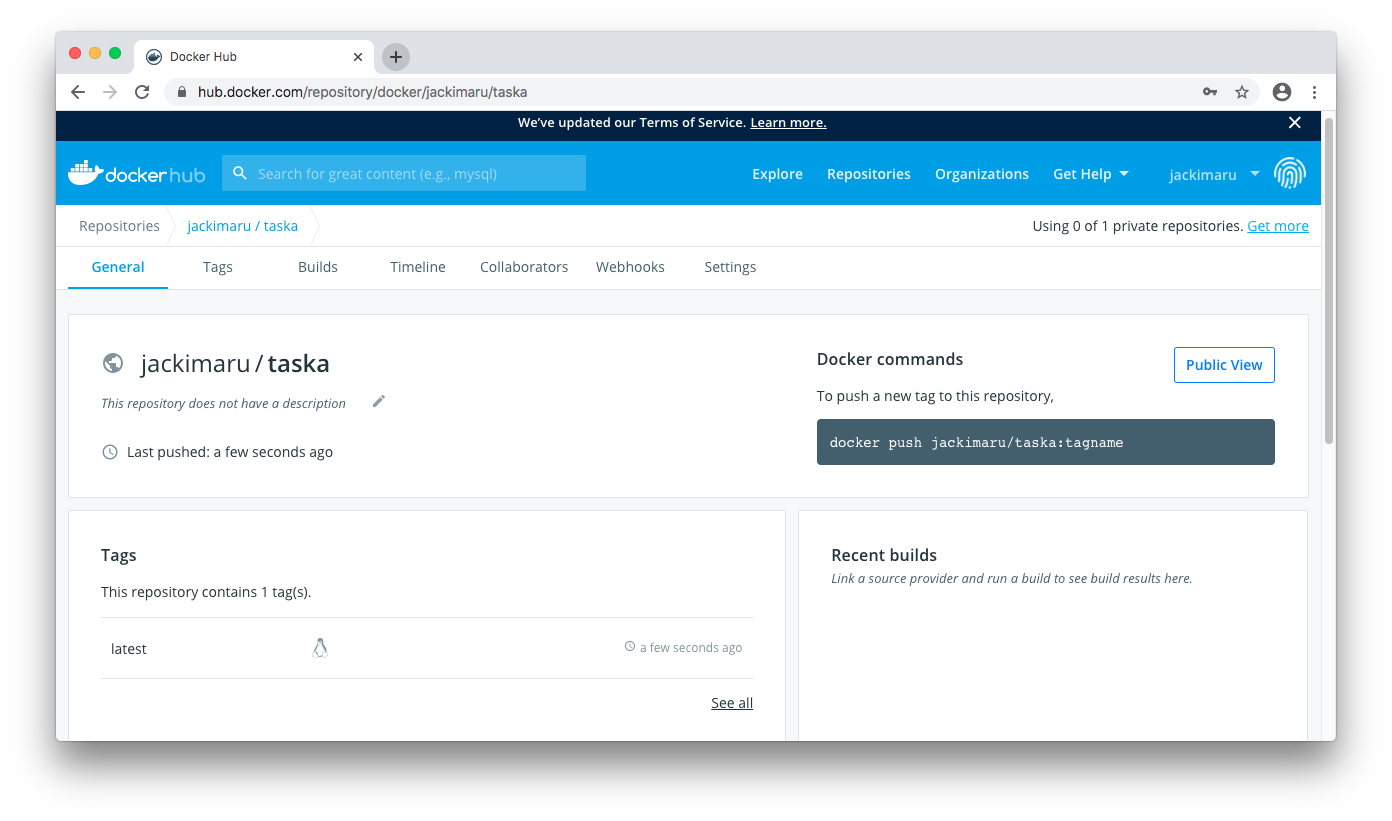 Docker Hub
hub.docker.com/repository/docker/jackimaru/taska
We've updated our Terms of Service. Learn more.
dockerhub
Search for great content (e.g., mysql)
Explore
Repositories
Organizations
Get Help
jackimaru
Repositories
jackimaru / taska
Using 0 of 1 private repositories. Get more
General
Tags
Builds
Timeline
Collaborators
Webhooks
Settings
jackimaru / taska
This repository does not have a description
Last pushed: a few seconds ago
Docker commands
Public View
To push a new tag to this repository,
docker push jackimaru/taska:tagname
Tags
This repository contains 1 tag(s).
latest
a few seconds ago
See all
Recent builds
Link a source provider and run a build to see build results here.